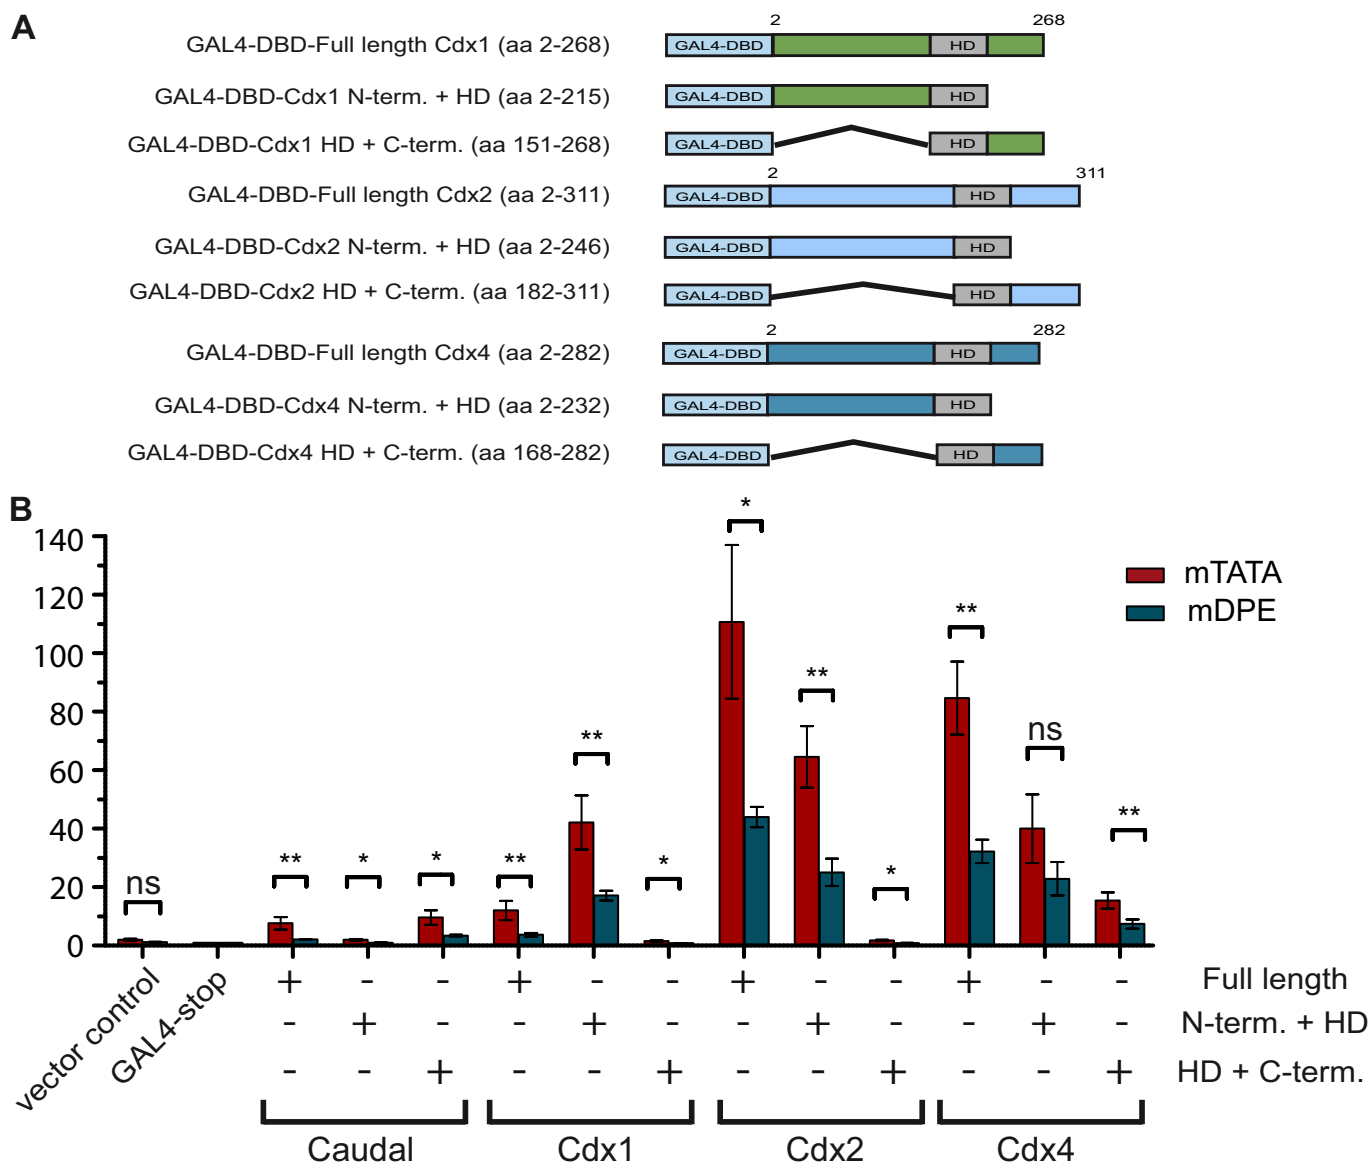 A
2 268
GAL4-DBD-Full length Cdx1 (aa 2-268) GAL4-DBD HD
GAL4-DBD-Cdx1 N-term. + HD (aa 2-215) GAL4-DBD HD
GAL4-DBD-Cdx1 HD + C-term. (aa 151-268) GAL4-DBD HD
2 311
GAL4-DBD-Full length Cdx2 (aa 2-311) GAL4-DBD HD
GAL4-DBD-Cdx2 N-term. + HD (aa 2-246) GAL4-DBD HD
GAL4-DBD-Cdx2 HD + C-term. (aa 182-311) GAL4-DBD HD
2 282
GAL4-DBD-Full length Cdx4 (aa 2-282) GAL4-DBD HD
GAL4-DBD-Cdx4 N-term. + HD (aa 2-232) GAL4-DBD HD
GAL4-DBD-Cdx4 HD + C-term. (aa 168-282) GAL4-DBD HD
B
140
120
100
80
60
40
20
0
mTATA
mDPE
ns ** * * ** ** * * ** * ** ns **
vector control
GAL4-stop
+ - - + - - + - - + - - Full length
- + - - + - - + - - + - N-term. + HD
- - + - - + - - + - - + HD + C-term.
Caudal Cdx1 Cdx2 Cdx4